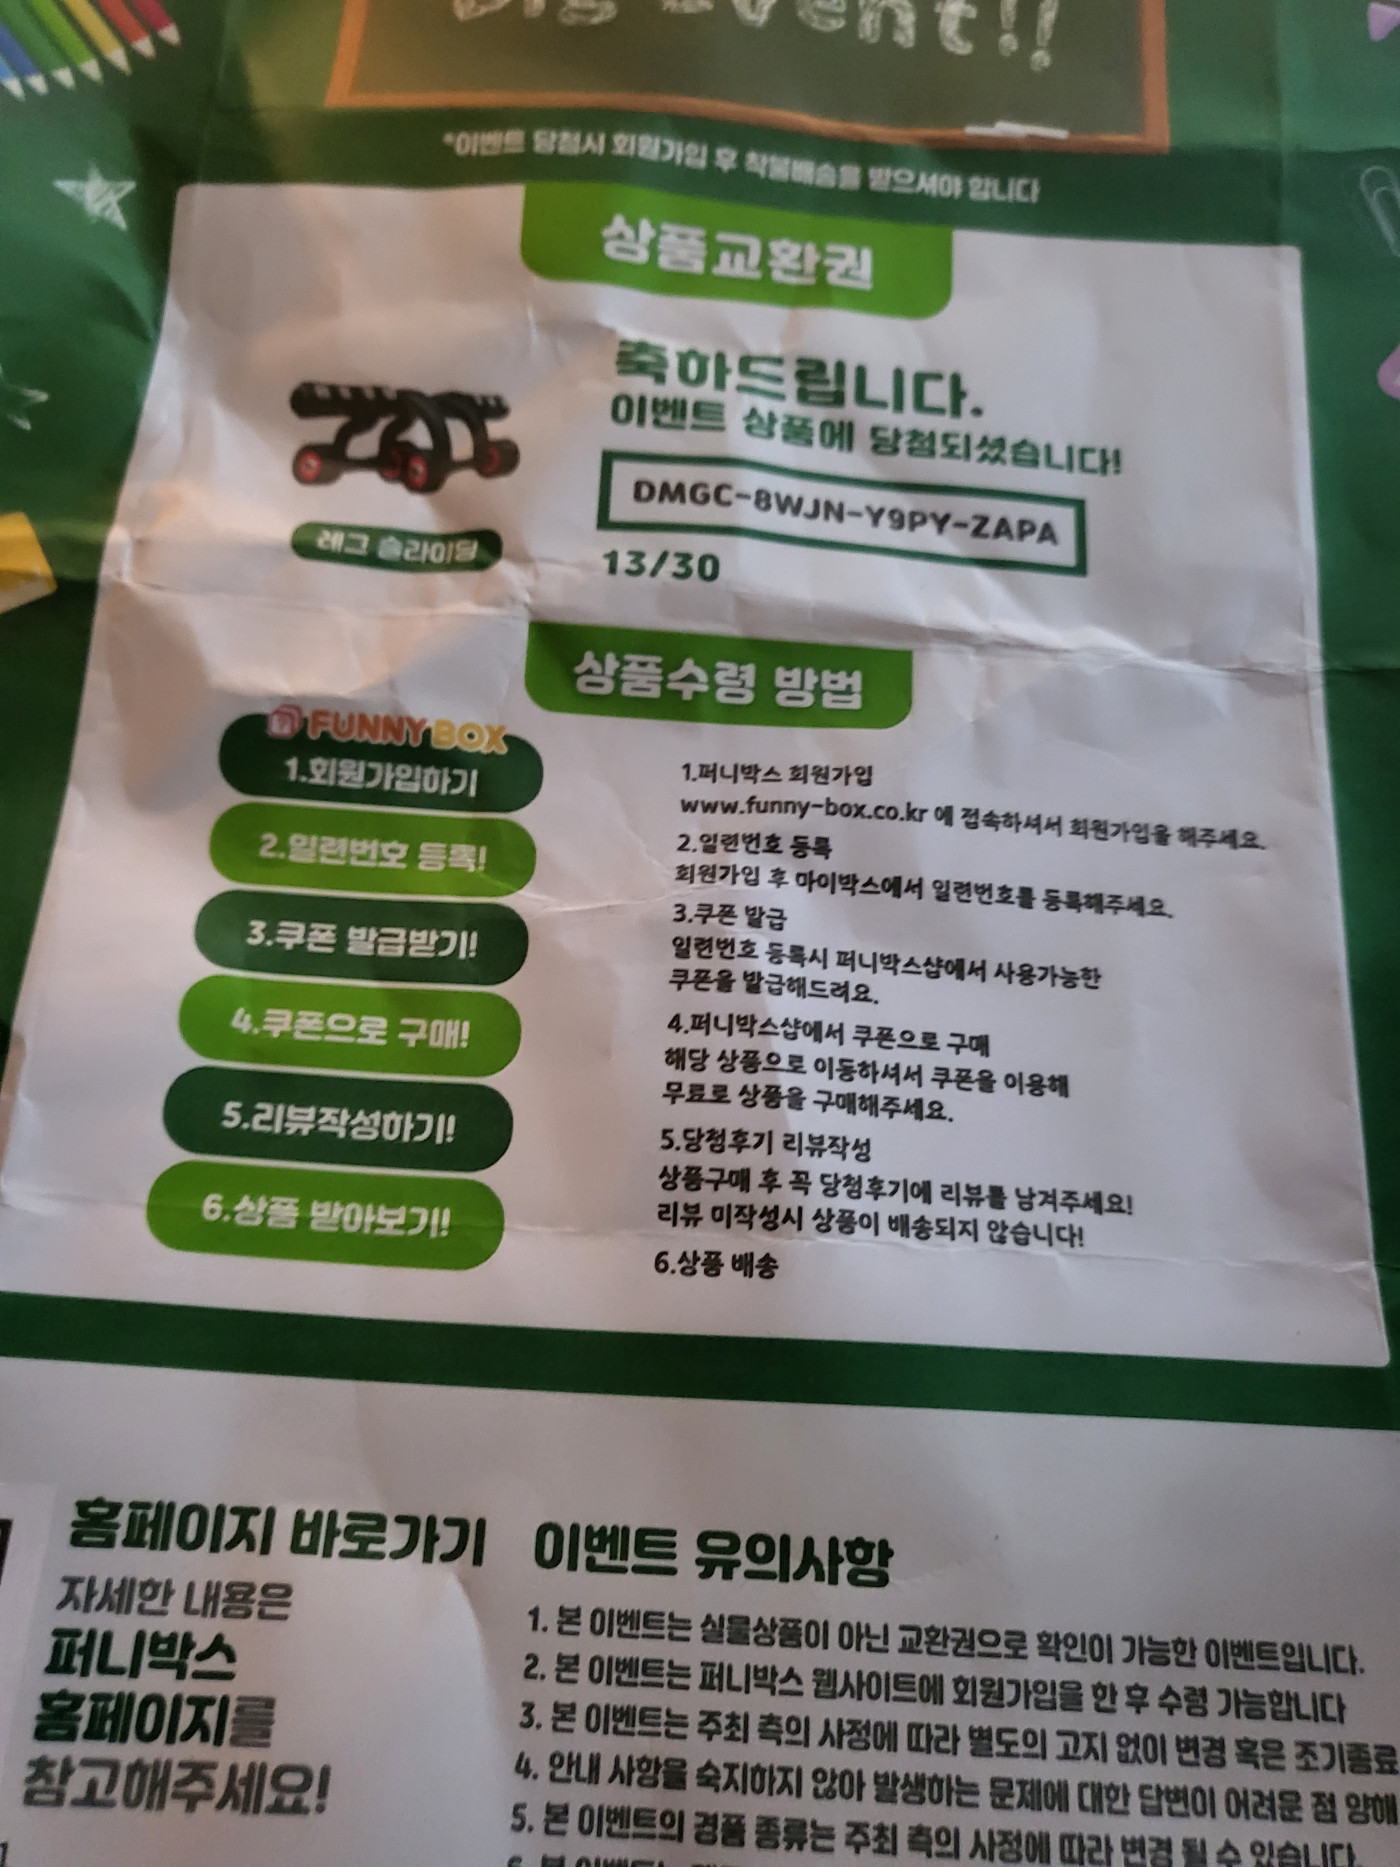 Big Event!!
*이벤트 당첨시 회원가입 후 착불배송을 받으셔야 합니다
상품교환권
축하드립니다.
이벤트 상품에 당첨되셨습니다!
DMGC-8WJN-Y9PY-ZAPA
13/30
레그 슬라이딩
상품수령 방법
FUNNY BOX
1.회원가입하기
2.일련번호 등록!
3.쿠폰 발급받기!
4.쿠폰으로 구매!
5.리뷰작성하기!
6.상품 받아보기!
1.퍼니박스 회원가입
www.funny-box.co.kr 에 접속하셔서 회원가입을 해주세요.
2.일련번호 등록
회원가입 후 마이박스에서 일련번호를 등록해주세요.
3.쿠폰 발급
일련번호 등록시 퍼니박스샵에서 사용가능한
쿠폰을 발급해드려요.
4.퍼니박스샵에서 쿠폰으로 구매
해당 상품으로 이동하셔서 쿠폰을 이용해
무료로 상품을 구매해주세요.
5.당첨후기 리뷰작성
상품구매 후 꼭 당첨후기에 리뷰를 남겨주세요!
리뷰 미작성시 상품이 배송되지 않습니다!
6.상품 배송
홈페이지 바로가기
자세한 내용은
퍼니박스
홈페이지를
참고해주세요!
이벤트 유의사항
1. 본 이벤트는 실물상품이 아닌 교환권으로 확인이 가능한 이벤트입니다.
2. 본 이벤트는 퍼니박스 웹사이트에 회원가입을 한 후 수령 가능합니다
3. 본 이벤트는 주최 측의 사정에 따라 별도의 고지 없이 변경 혹은 조기종료
4. 안내 사항을 숙지하지 않아 발생하는 문제에 대한 답변이 어려운 점 양해
5. 본 이벤트의 경품 종류는 주최 측의 사정에 따라 변경 될 수 있습니다.